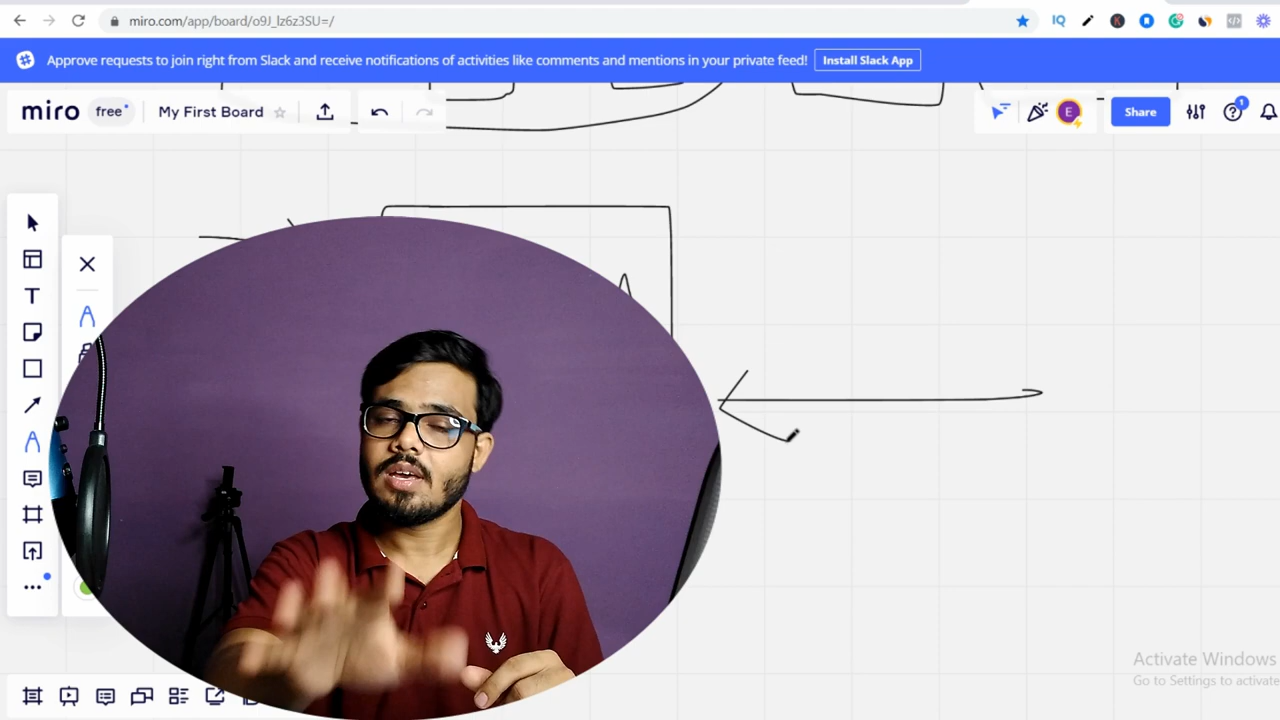 miro.com/app/board/o9J_lz6z3SU=/
IQ
K
Approve requests to join right from Slack and receive notifications of activities like comments and mentions in your private feed! Install Slack App
miro free My First Board E Share 1
T
Activate Windows
Go to Settings to activate